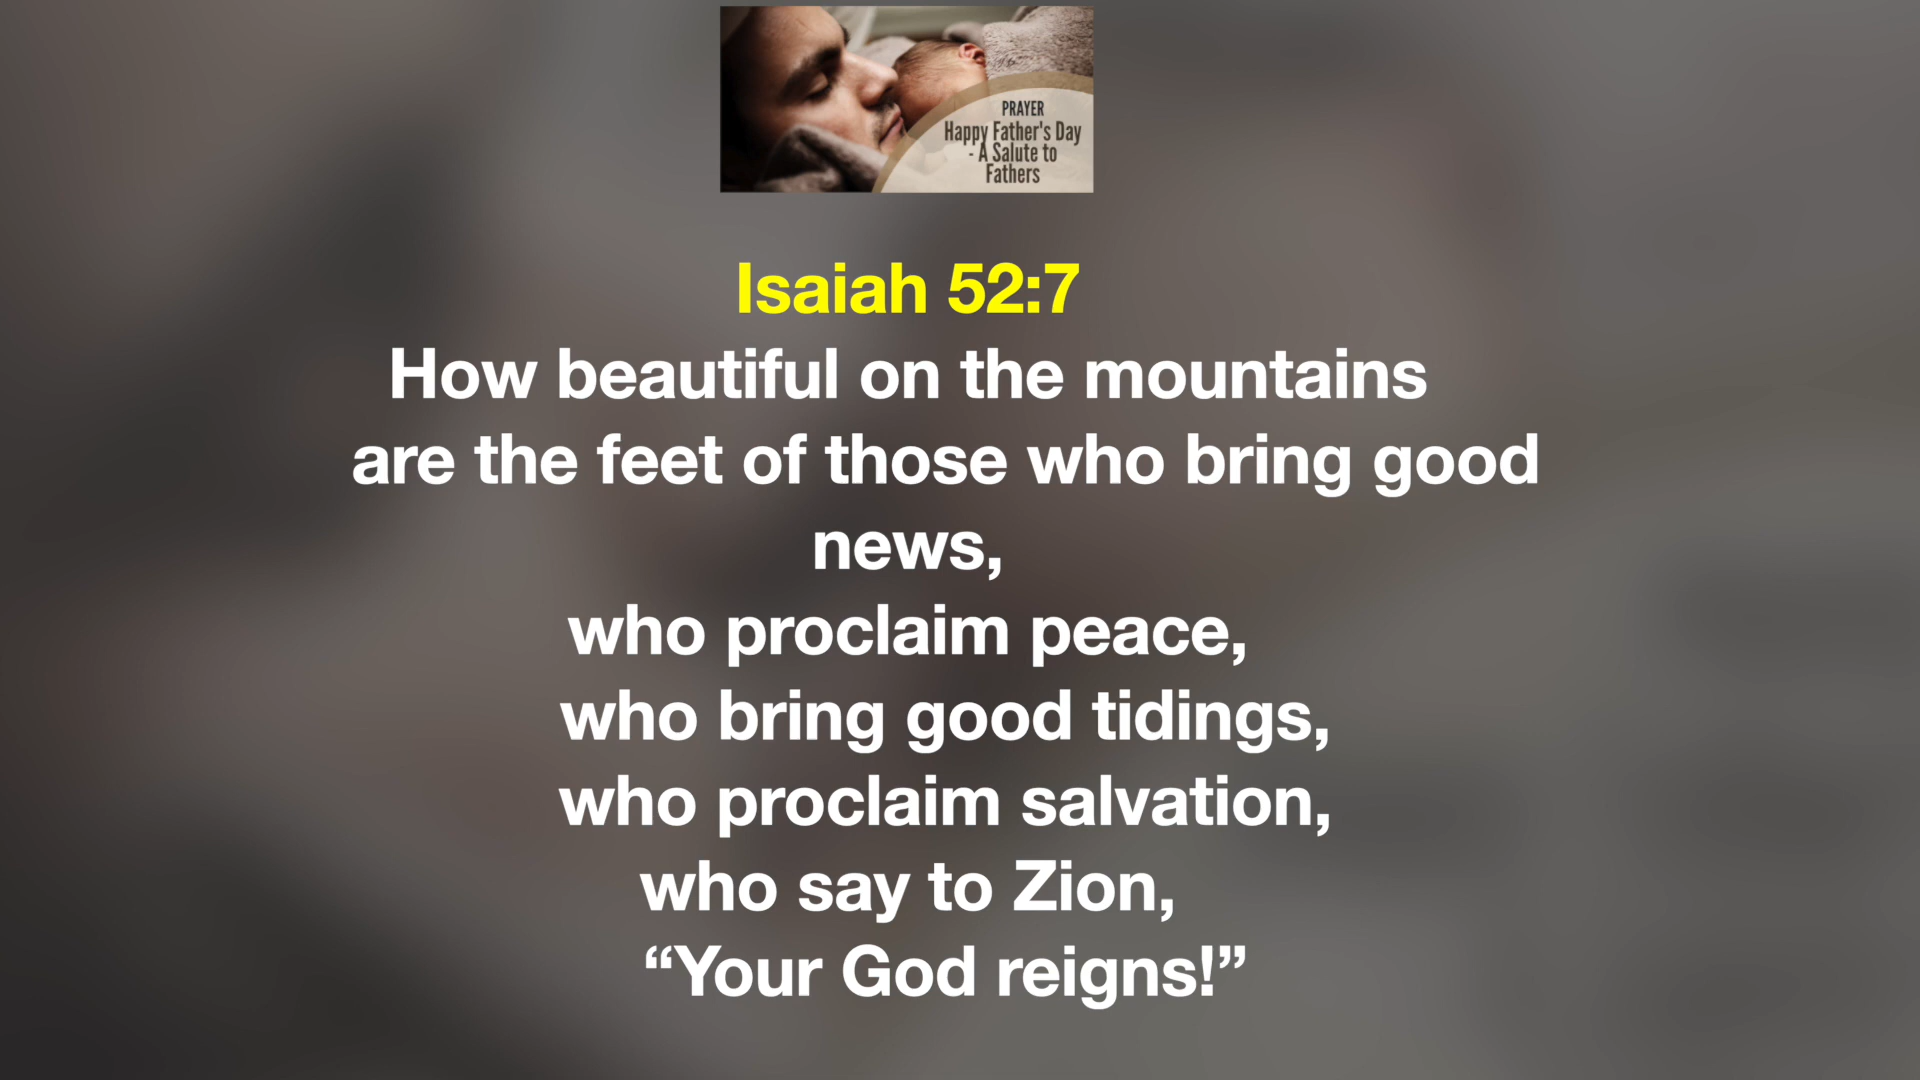 PRAYER
Happy Father's Day
- A Salute to
Fathers
Isaiah 52:7
How beautiful on the mountains
are the feet of those who bring good
news,
who proclaim peace,
who bring good tidings,
who proclaim salvation,
who say to Zion,
“Your God reigns!”